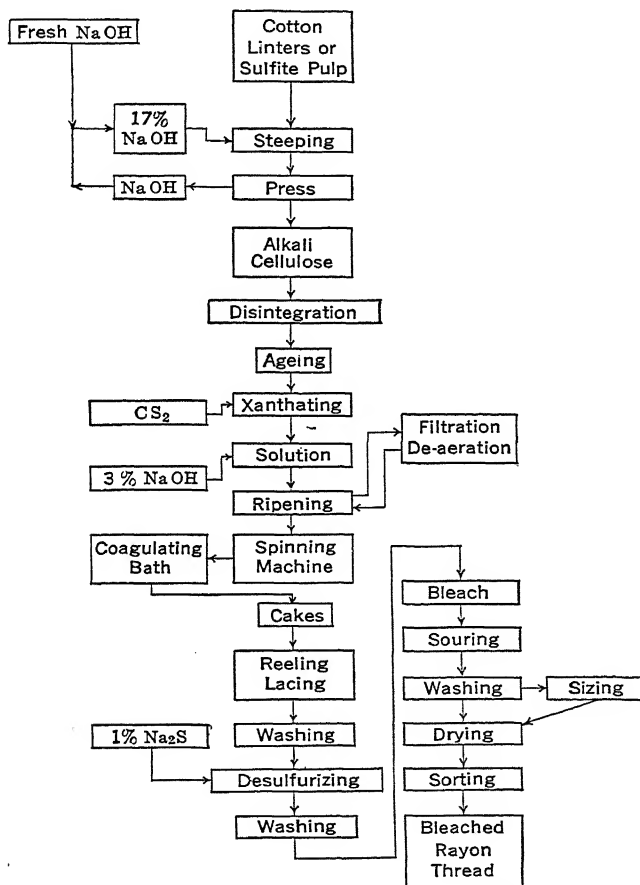 Fresh NaOH
Cotton
Linters or
Sulfite Pulp
17%
NaOH
Steeping
NaOH
Press
Alkali
Cellulose
Disintegration
Ageing
CS₂
Xanthating
Filtration
De-aeration
3% NaOH
Solution
Ripening
Coagulating
Bath
Spinning
Machine
Cakes
Reeling
Lacing
1% Na₂S
Washing
Desulfurizing
Washing
Bleach
Souring
Washing
Sizing
Drying
Sorting
Bleached
Rayon
Thread